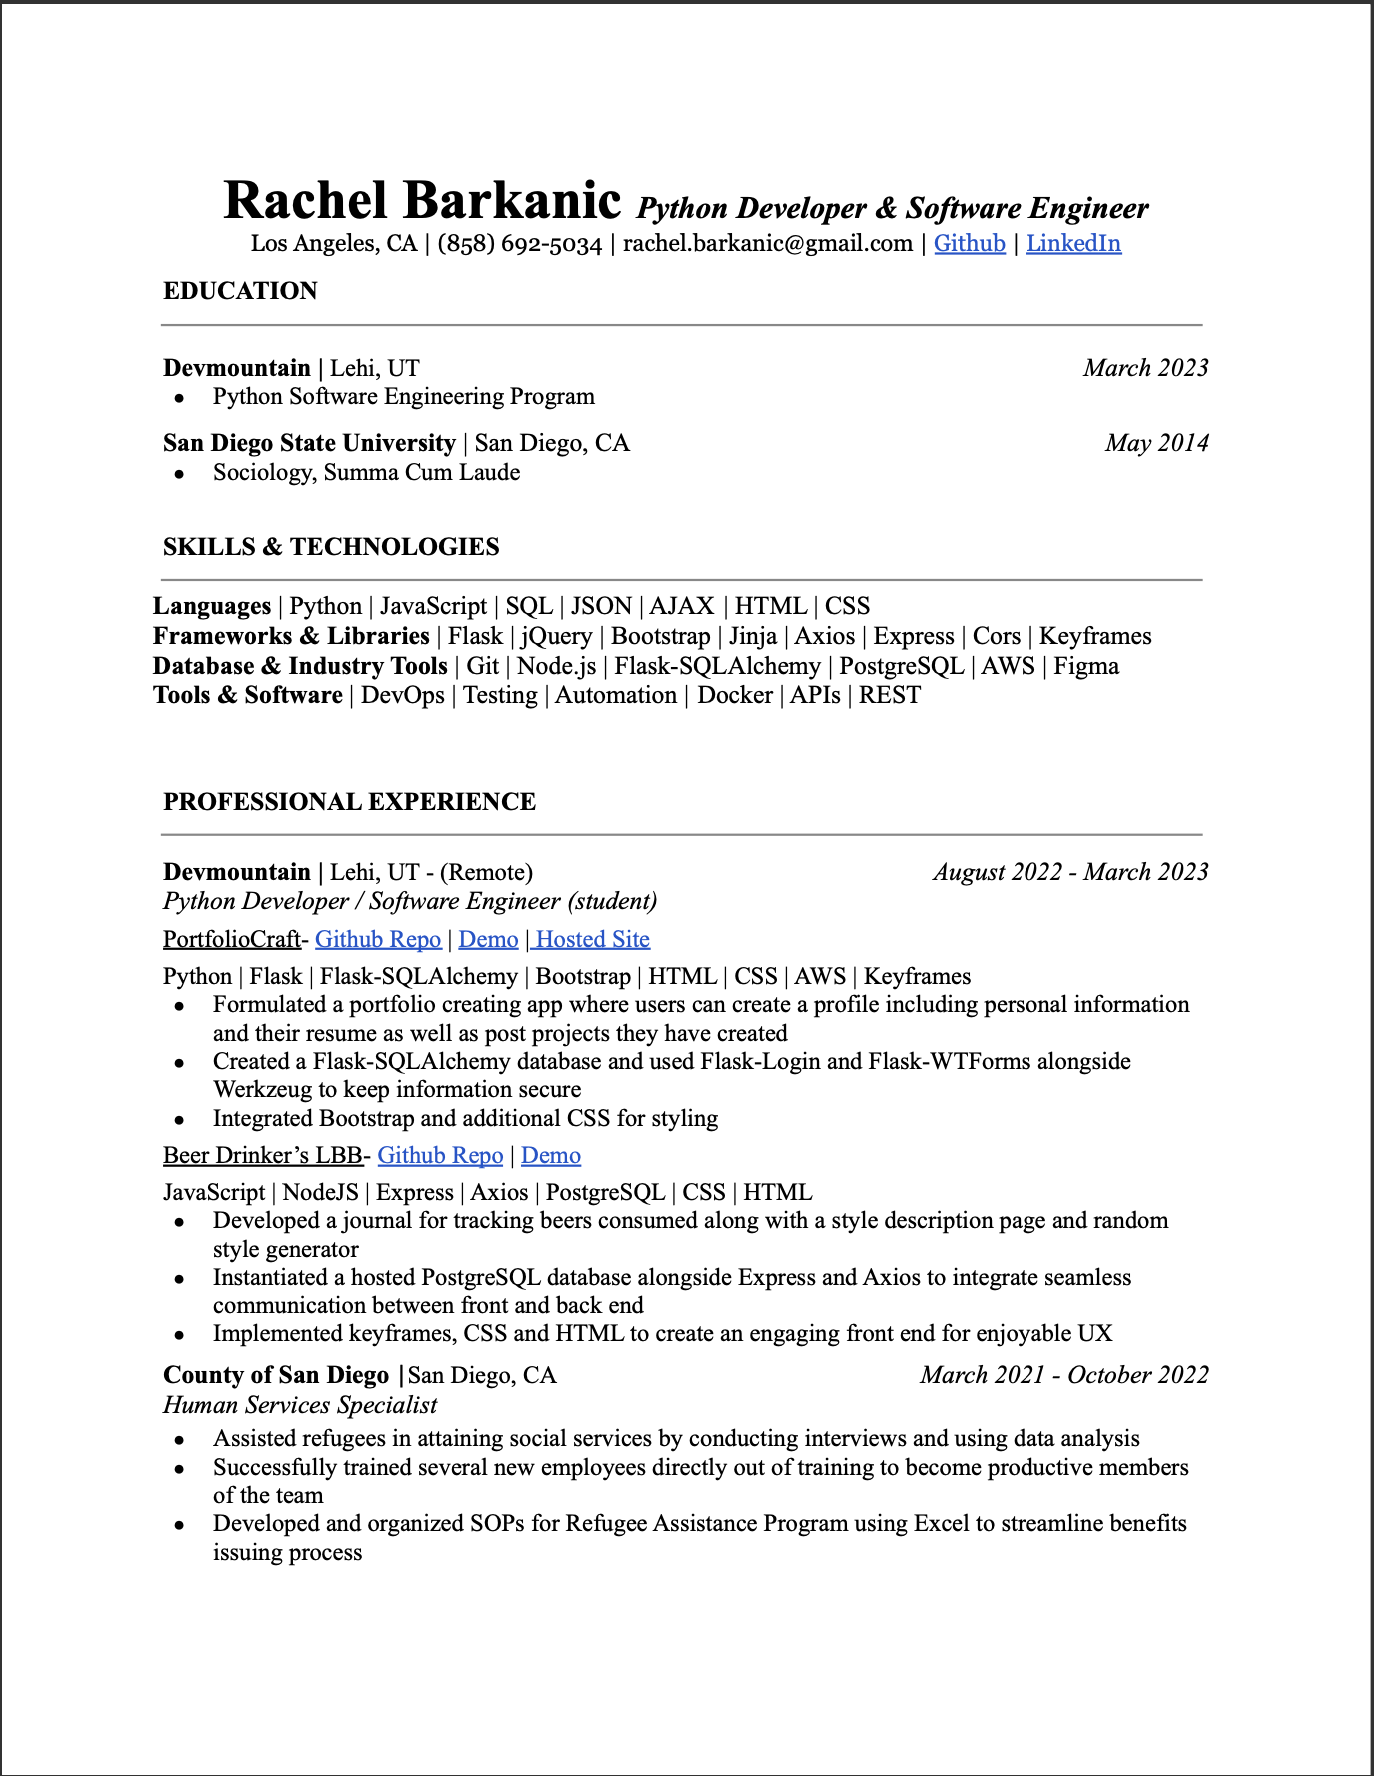 Rachel Barkanic Python Developer & Software Engineer
Los Angeles, CA | (858) 692-5034 | rachel.barkanic@gmail.com | Github | LinkedIn
EDUCATION
Devmountain | Lehi, UT March 2023
● Python Software Engineering Program
San Diego State University | San Diego, CA May 2014
● Sociology, Summa Cum Laude
SKILLS & TECHNOLOGIES
Languages | Python | JavaScript | SQL | JSON | AJAX | HTML | CSS
Frameworks & Libraries | Flask | jQuery | Bootstrap | Jinja | Axios | Express | Cors | Keyframes
Database & Industry Tools | Git | Node.js | Flask-SQLAlchemy | PostgreSQL | AWS | Figma
Tools & Software | DevOps | Testing | Automation | Docker | APIs | REST
PROFESSIONAL EXPERIENCE
Devmountain | Lehi, UT - (Remote) August 2022 - March 2023
Python Developer / Software Engineer (student)
PortfolioCraft- Github Repo | Demo | Hosted Site
Python | Flask | Flask-SQLAlchemy | Bootstrap | HTML | CSS | AWS | Keyframes
● Formulated a portfolio creating app where users can create a profile including personal information
and their resume as well as post projects they have created
● Created a Flask-SQLAlchemy database and used Flask-Login and Flask-WTForms alongside
Werkzeug to keep information secure
● Integrated Bootstrap and additional CSS for styling
Beer Drinker’s LBB- Github Repo | Demo
JavaScript | NodeJS | Express | Axios | PostgreSQL | CSS | HTML
● Developed a journal for tracking beers consumed along with a style description page and random
style generator
● Instantiated a hosted PostgreSQL database alongside Express and Axios to integrate seamless
communication between front and back end
● Implemented keyframes, CSS and HTML to create an engaging front end for enjoyable UX
County of San Diego |San Diego, CA March 2021 - October 2022
Human Services Specialist
● Assisted refugees in attaining social services by conducting interviews and using data analysis
● Successfully trained several new employees directly out of training to become productive members
of the team
● Developed and organized SOPs for Refugee Assistance Program using Excel to streamline benefits
issuing process